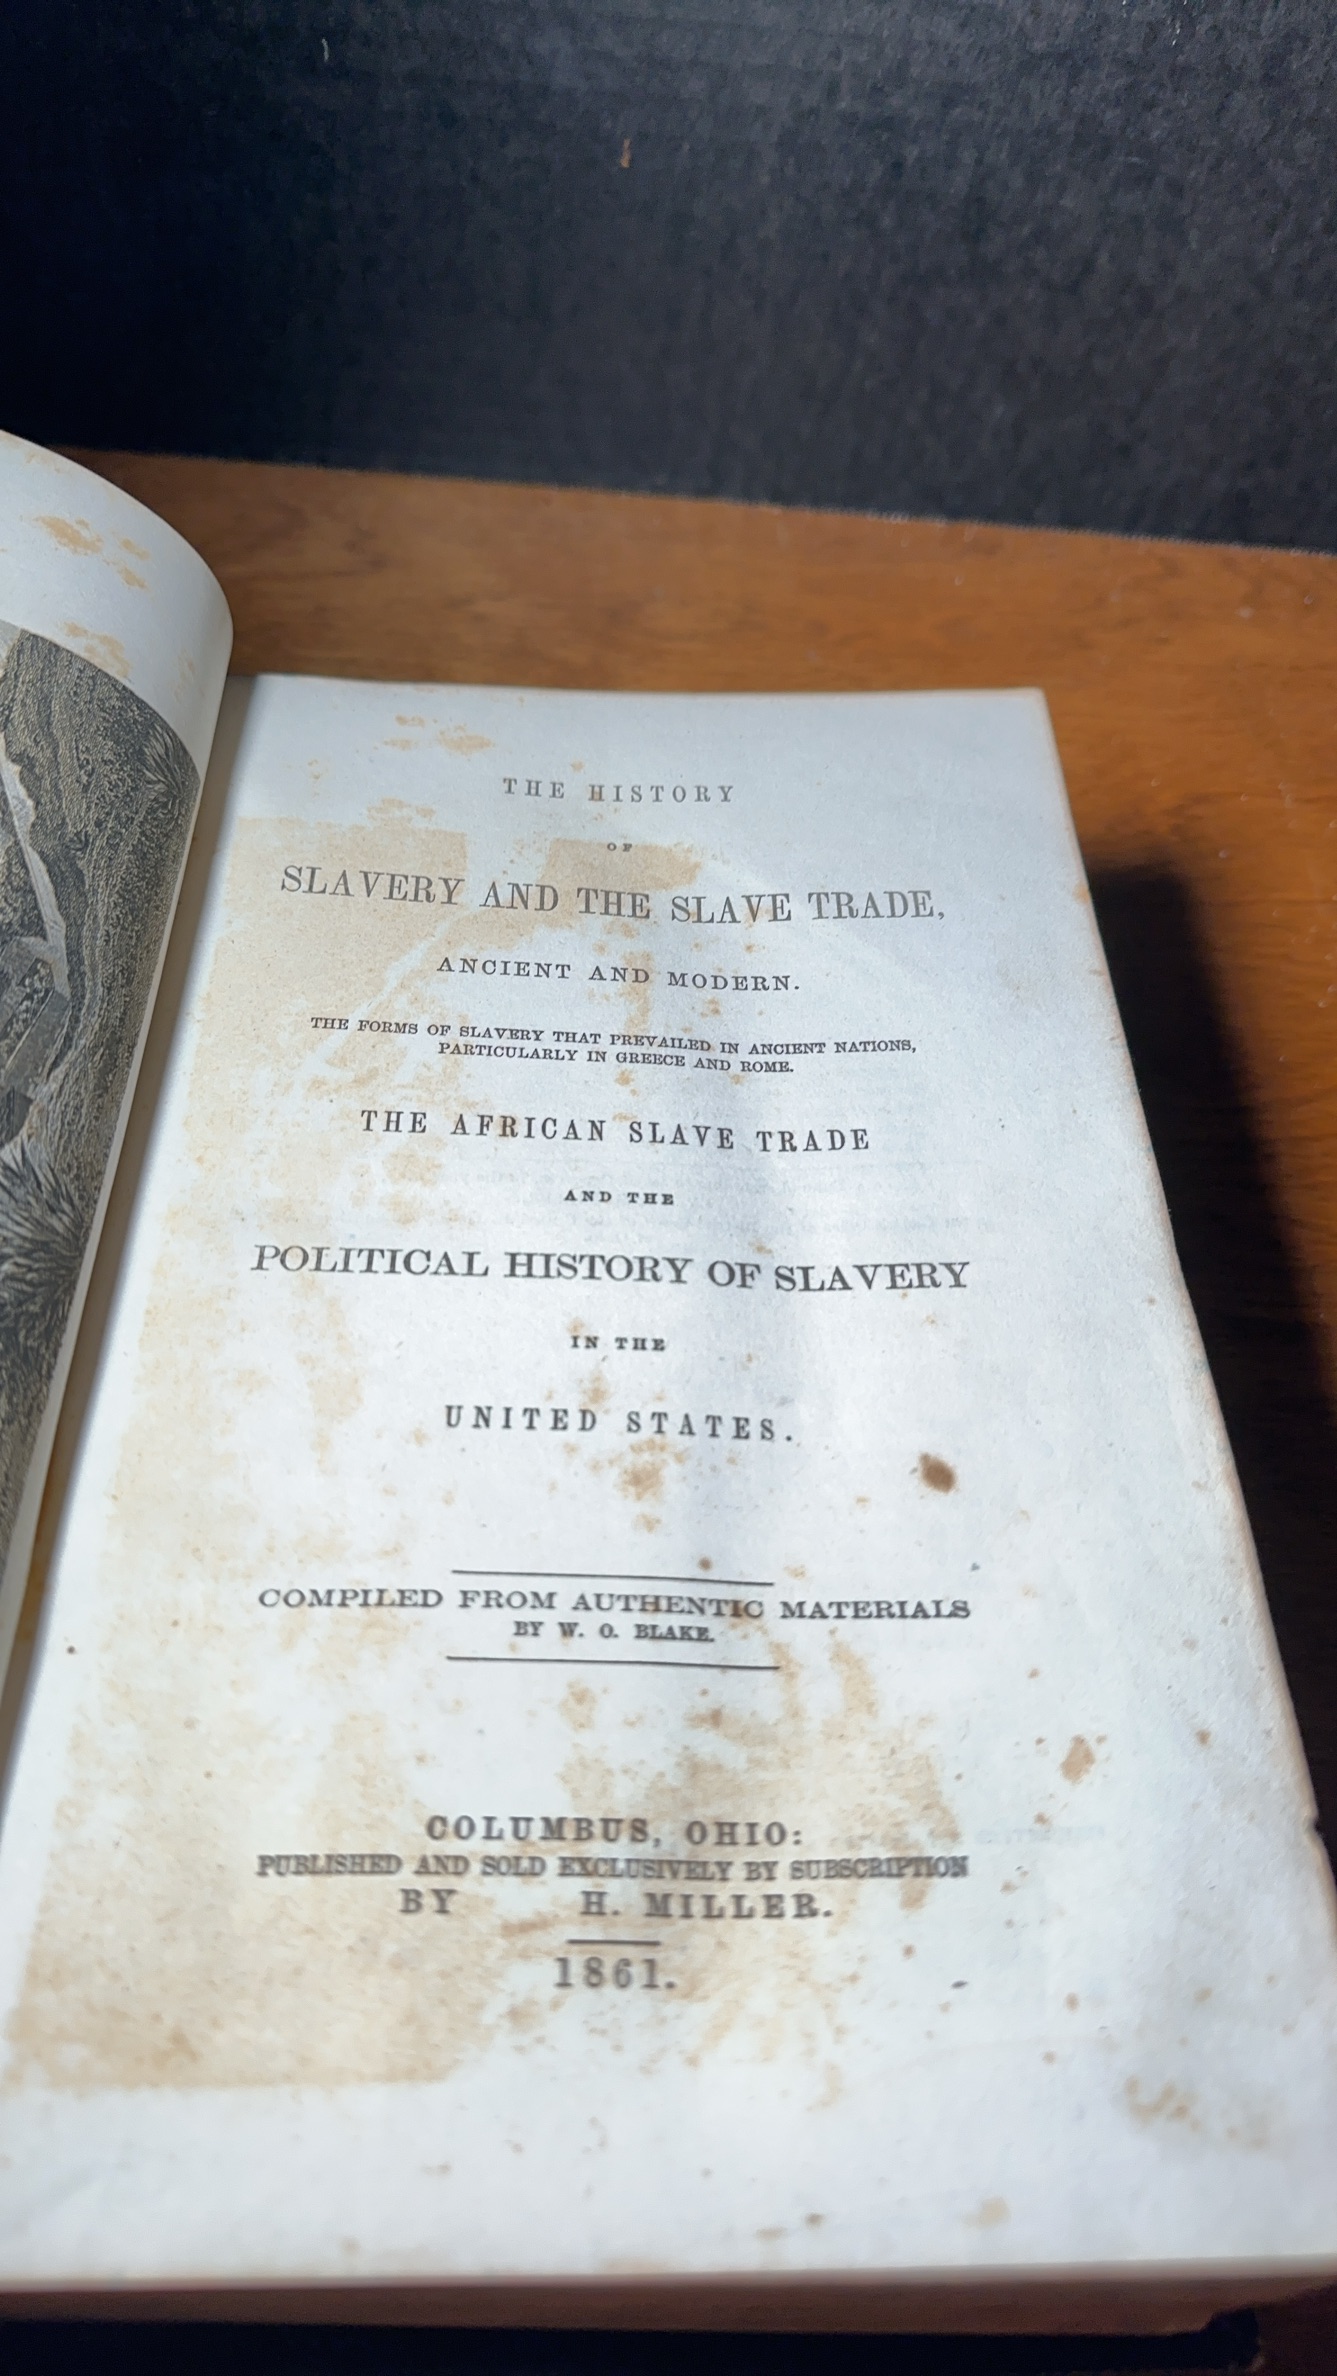 THE HISTORY
OF
SLAVERY AND THE SLAVE TRADE,
ANCIENT AND MODERN.
THE FORMS OF SLAVERY THAT PREVAILED IN ANCIENT NATIONS,
PARTICULARLY IN GREECE AND ROME.
THE AFRICAN SLAVE TRADE
AND THE
POLITICAL HISTORY OF SLAVERY
IN THE
UNITED STATES.
COMPILED FROM AUTHENTIC MATERIALS
BY W. O. BLAKE.
COLUMBUS, OHIO:
PUBLISHED AND SOLD EXCLUSIVELY BY SUBSCRIPTION
BY H. MILLER.
1861.